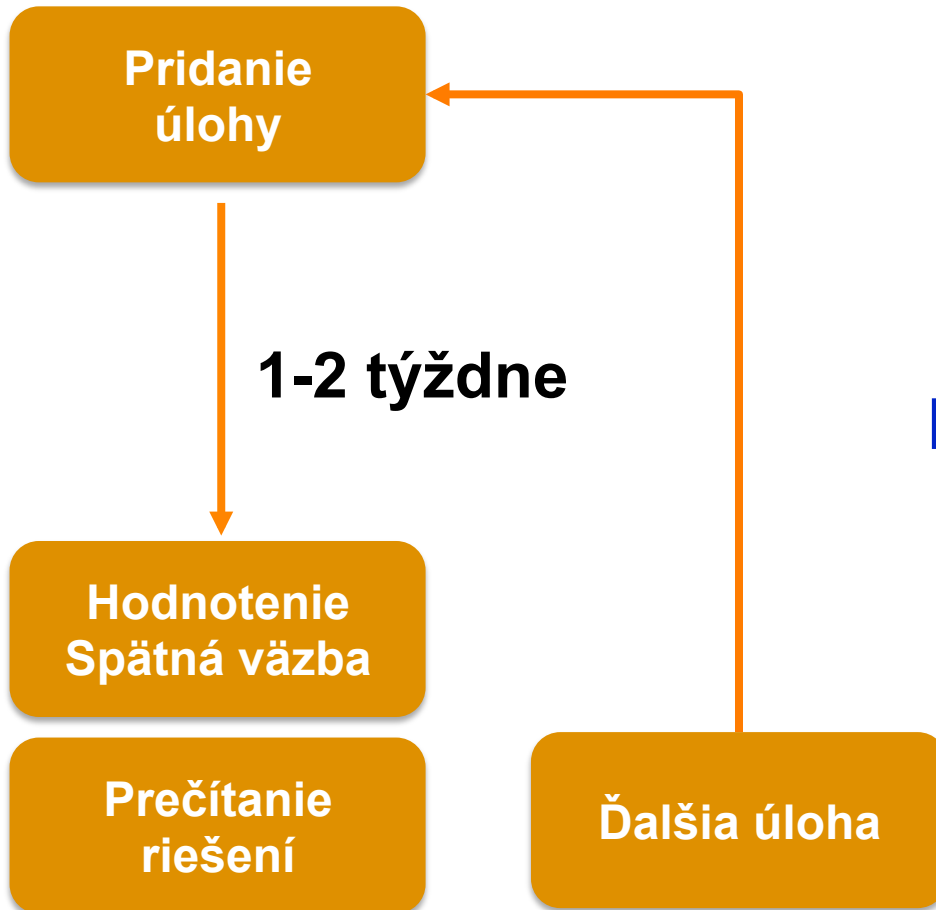 Pridanie
úlohy
1-2 týždne
Hodnotenie
Spätná väzba
Prečítanie
riešení
Ďalšia úloha